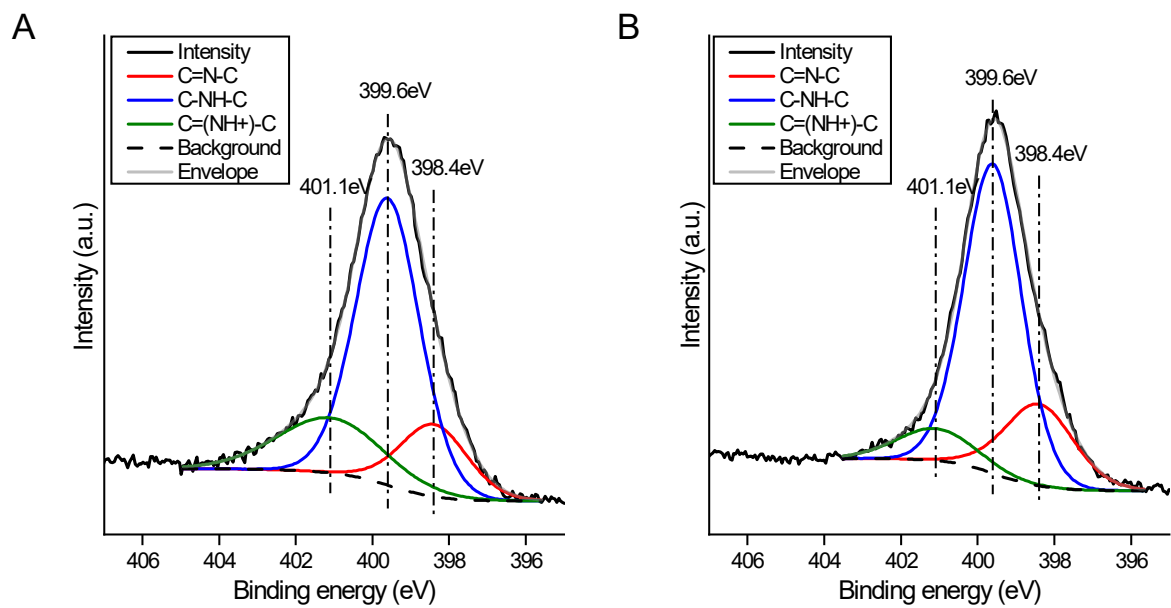 A
Intensity
C=N-C
C-NH-C
C=(NH+)-C
Background
Envelope
399.6eV
401.1eV
398.4eV
Intensity (a.u.)
406 404 402 400 398 396
Binding energy (eV)
B
Intensity
C=N-C
C-NH-C
C=(NH+)-C
Background
Envelope
399.6eV
398.4eV
401.1eV
Intensity (a.u.)
406 404 402 400 398 396
Binding energy (eV)